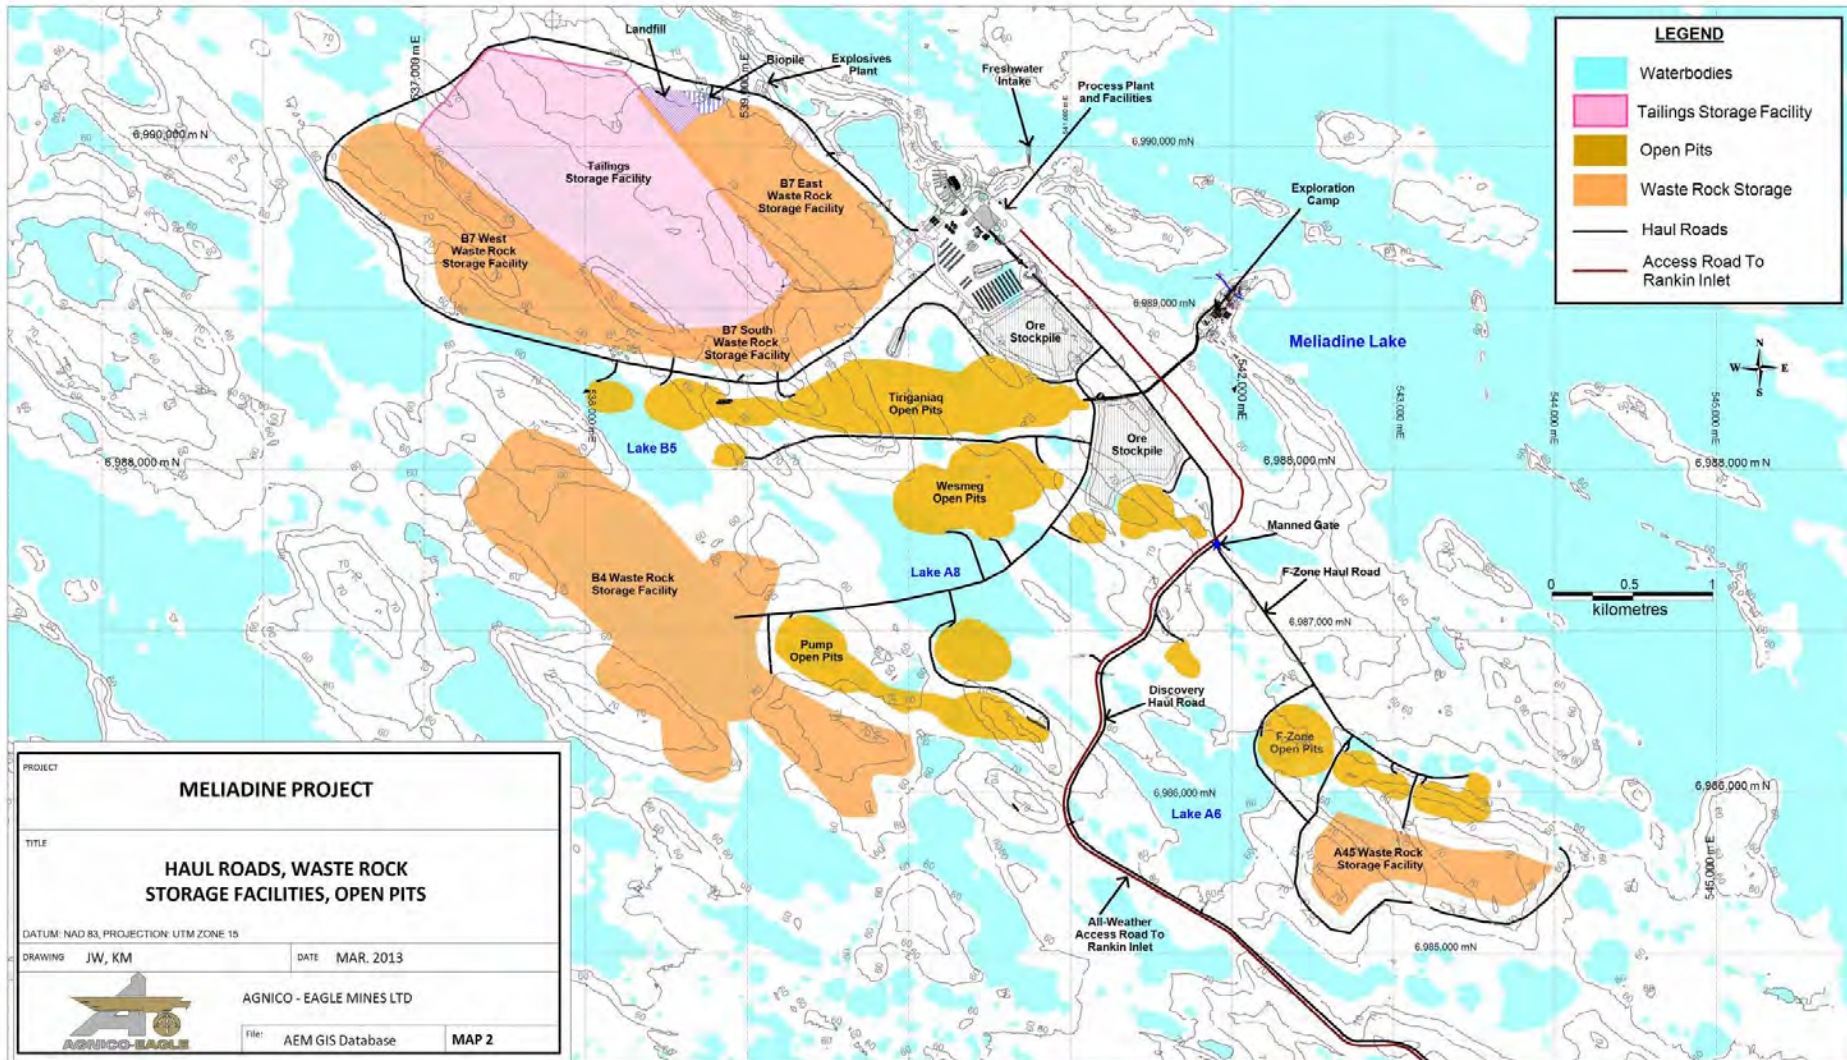 Landfill
Biopile
Explosives
Plant
Freshwater
Intake
Process Plant
and Facilities
537,000 m E
539,000 m E
6,990,000 m N
6,990,000 mN
Tailings
Storage Facility
B7 East
Waste Rock
Storage Facility
Exploration
Camp
B7 West
Waste Rock
Storage Facility
6,989,000 mN
B7 South
Waste Rock
Storage Facility
Ore
Stockpile
Meliadine Lake
542,000 mE
543,000 mE
544,000 mE
545,000 mE
538,000 mE
Tiriganiaq
Open Pits
Lake B5
Ore
Stockpile
6,988,000 m N
6,988,000 mN
6,988,000 mN
Wesmeg
Open Pits
Manned Gate
Lake A8
F-Zone Haul Road
B4 Waste Rock
Storage Facility
6,987,000 mN
Pump
Open Pits
Discovery
Haul Road
F-Zone
Open Pits
6,986,000 mN
6,986,000 mN
Lake A6
A45 Waste Rock
Storage Facility
545,000 m E
All-Weather
Access Road To
Rankin Inlet
6,985,000 mN
LEGEND
Waterbodies
Tailings Storage Facility
Open Pits
Waste Rock Storage
Haul Roads
Access Road To
Rankin Inlet
N
W E
S
0 0.5 1
kilometres
PROJECT
MELIADINE PROJECT
TITLE
HAUL ROADS, WASTE ROCK
STORAGE FACILITIES, OPEN PITS
DATUM: NAD 83, PROJECTION: UTM ZONE 15
DRAWING JW, KM
DATE MAR. 2013
AGNICO - EAGLE MINES LTD
AGNICO-EAGLE
File: AEM GIS Database
MAP 2